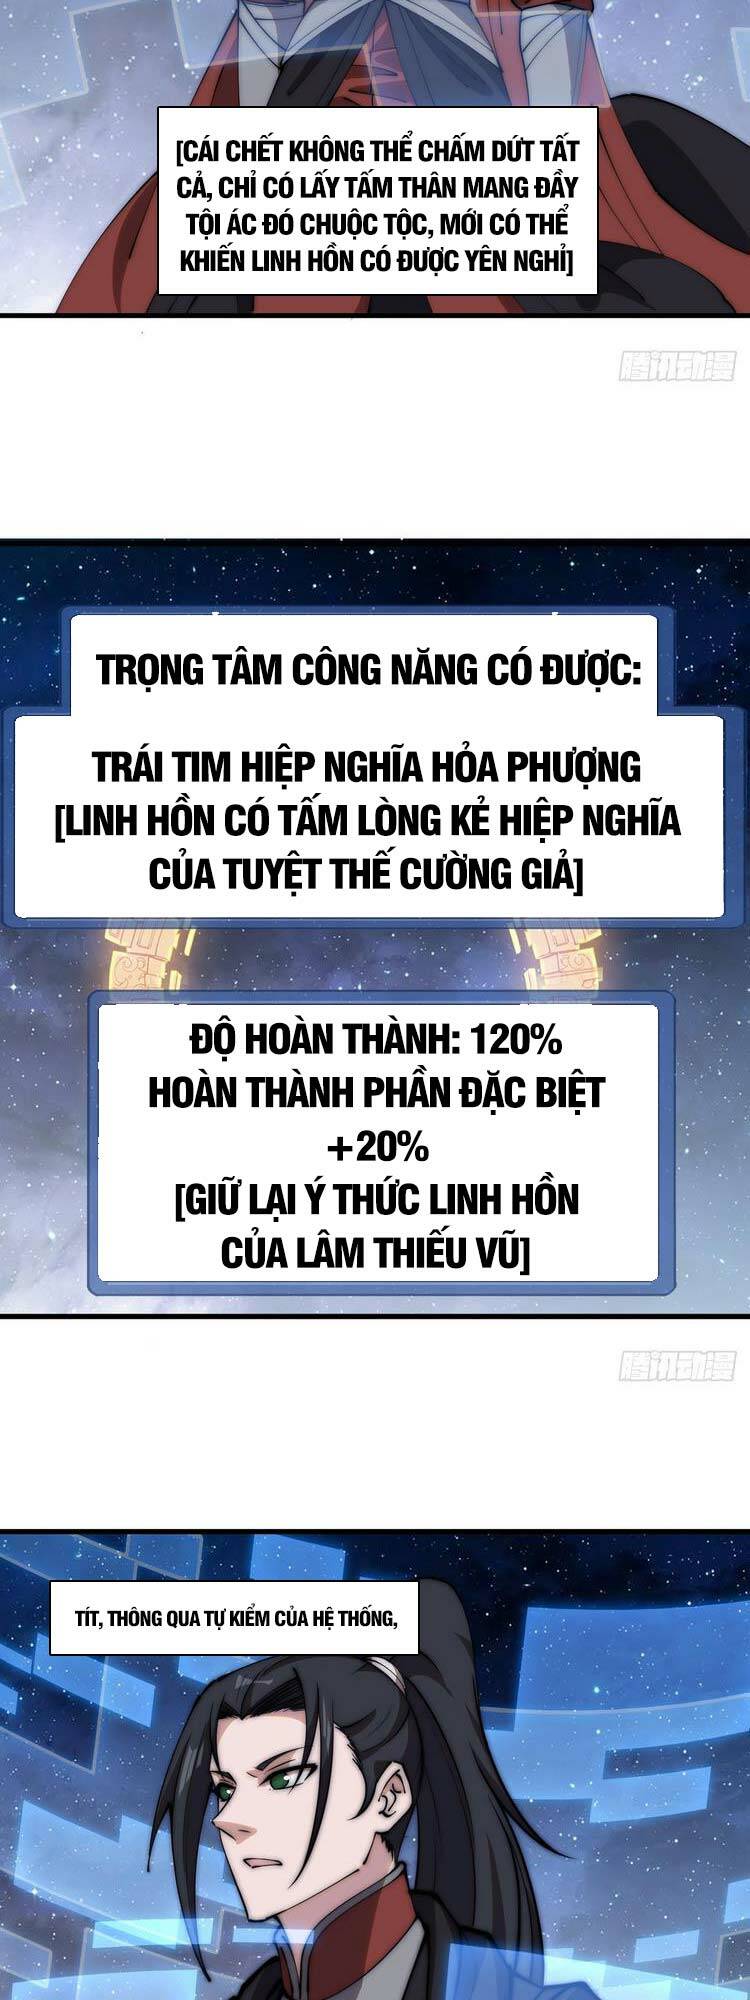 [CÁI CHẾT KHÔNG THỂ CHẤM DỨT TẤT
CẢ, CHỈ CÓ LẤY TẤM THÂN MANG ĐẦY
TỘI ÁC ĐÓ CHUỘC TỘC, MỚI CÓ THỂ
KHIẾN LINH HỒN CÓ ĐƯỢC YÊN NGHỈ]
腾讯动漫
TRỌNG TÂM CÔNG NĂNG CÓ ĐƯỢC:
TRÁI TIM HIỆP NGHĨA HỎA PHƯỢNG
[LINH HỒN CÓ TẤM LÒNG KẺ HIỆP NGHĨA
CỦA TUYỆT THẾ CƯỜNG GIẢ]
ĐỘ HOÀN THÀNH: 120%
HOÀN THÀNH PHẦN ĐẶC BIỆT
+20%
[GIỮ LẠI Ý THỨC LINH HỒN
CỦA LÂM THIẾU VŨ]
腾讯动漫
TÍT, THÔNG QUA TỰ KIỂM CỦA HỆ THỐNG,